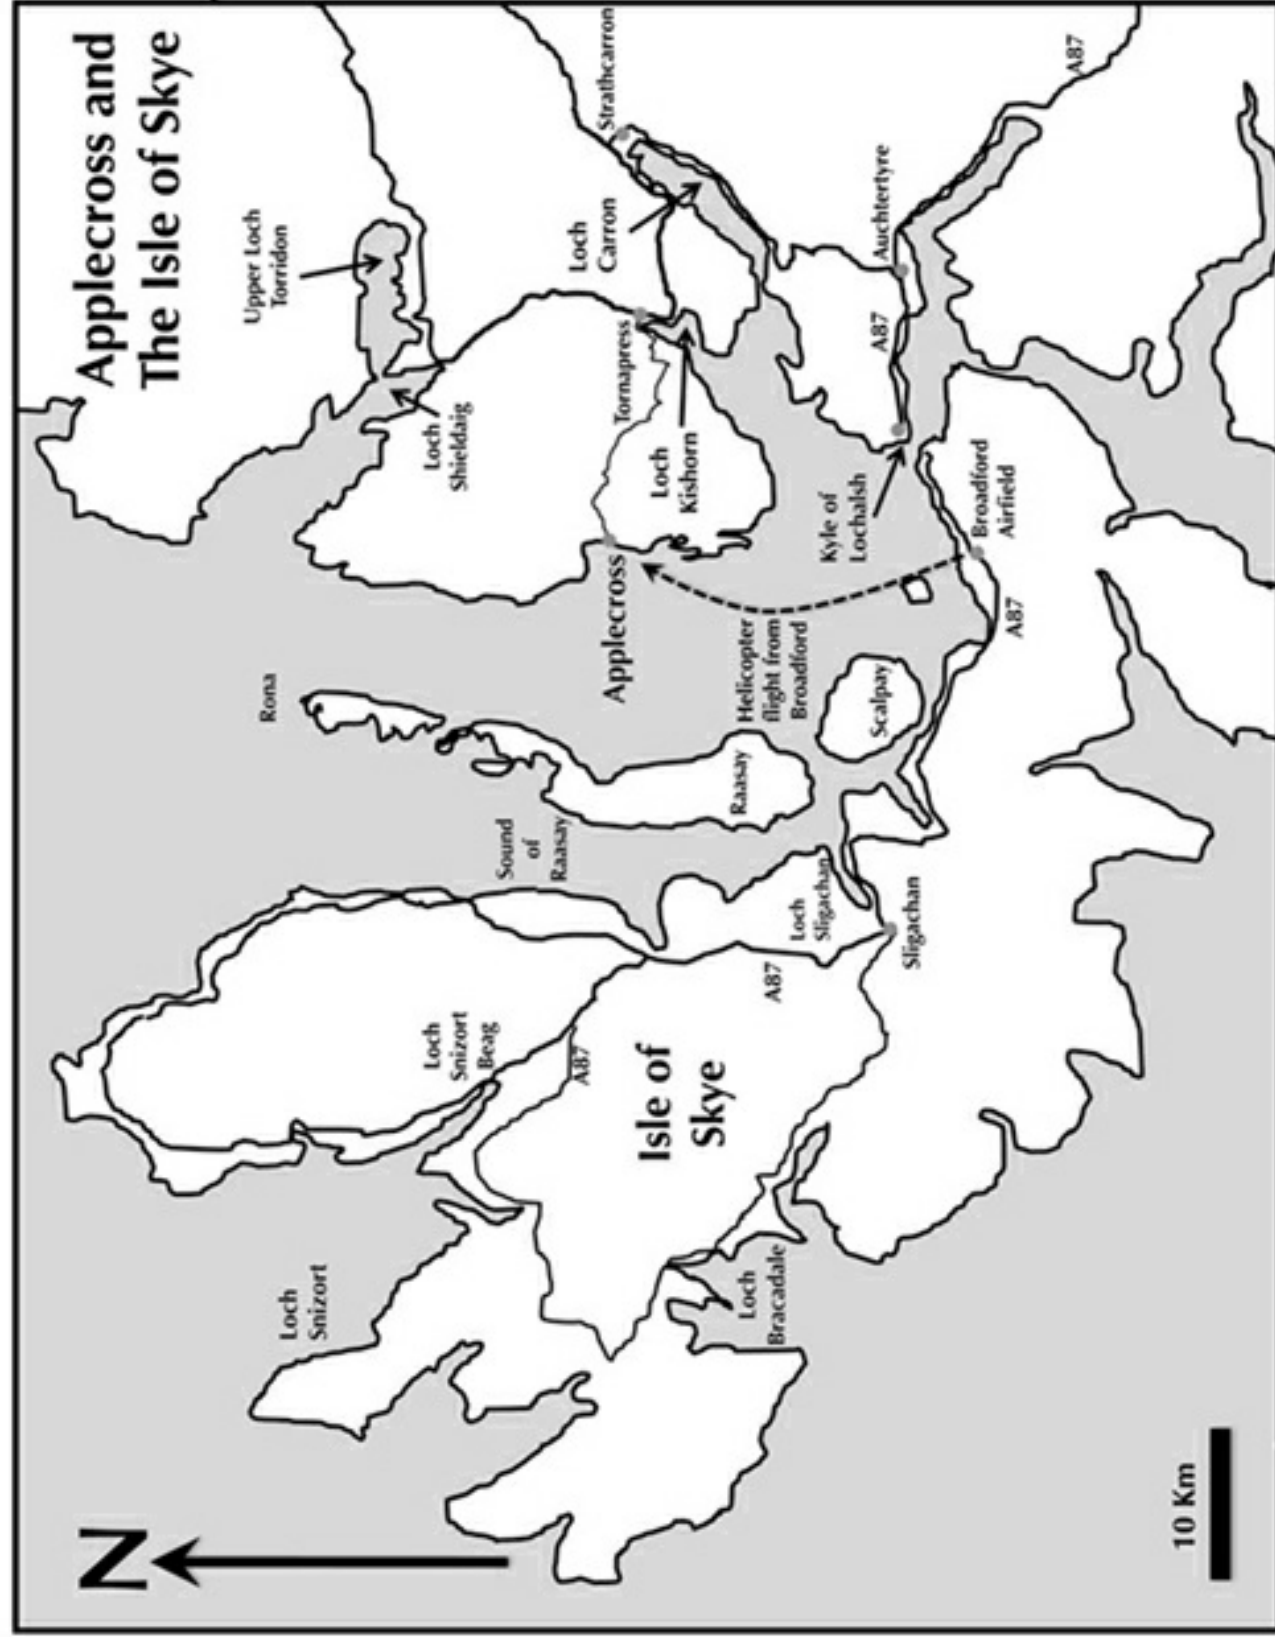 Applecross and
The Isle of Skye
N
Upper Loch
Torridon
Loch
Shieldaig
Rona
Strathcarron
Loch
Carron
Tornapress
Loch
Kishorn
Applecross
Sound
of
Raasay
Raasay
Helicopter
flight from
Broadford
Scalpay
Kyle of
Lochalsh
A87
Auchtertyre
A87
Broadford
Airfield
A87
Loch
Sligachan
Sligachan
A87
Loch
Snizort
Beag
A87
Isle of
Skye
Loch
Snizort
Loch
Bracadale
10 Km